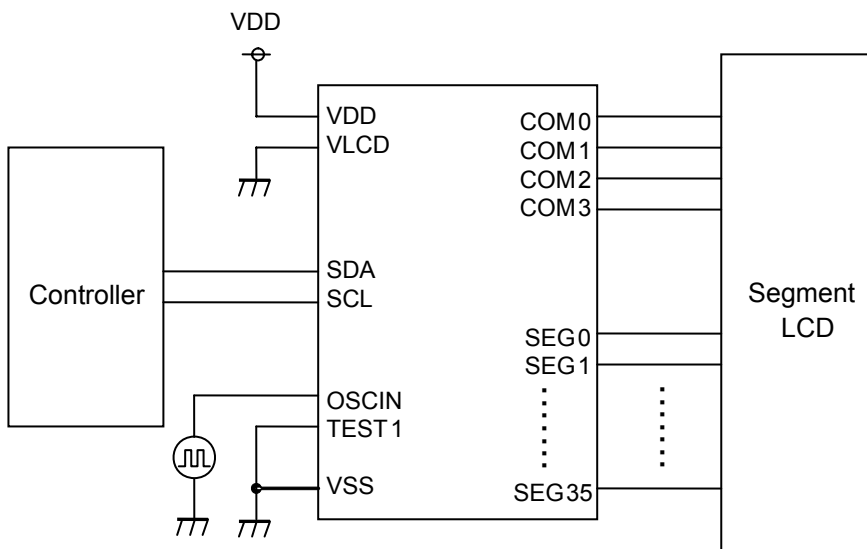 VDD
VDD
VLCD
SDA
SCL
OSCIN
TEST1
VSS
COM0
COM1
COM2
COM3
SEG0
SEG1
SEG35
Controller
Segment
LCD